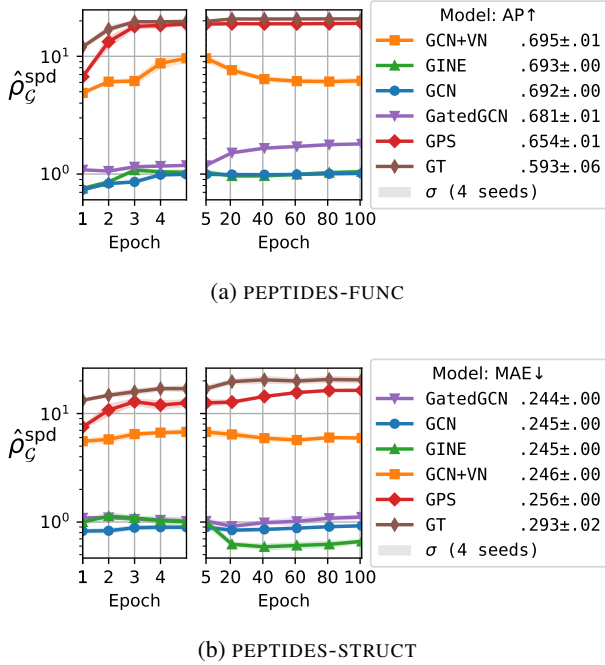 Model: AP↑
GCN+VN .695±.01
GINE .693±.00
GCN .692±.00
GatedGCN .681±.01
GPS .654±.01
GT .593±.06
σ (4 seeds)
ρ̂𝒢^spd
10¹
10⁰
1 2 3 4 5 20 40 60 80 100
Epoch Epoch
(a) PEPTIDES-FUNC
Model: MAE↓
GatedGCN .244±.00
GCN .245±.00
GINE .245±.00
GCN+VN .246±.00
GPS .256±.00
GT .293±.02
σ (4 seeds)
ρ̂𝒢^spd
10¹
10⁰
1 2 3 4 5 20 40 60 80 100
Epoch Epoch
(b) PEPTIDES-STRUCT